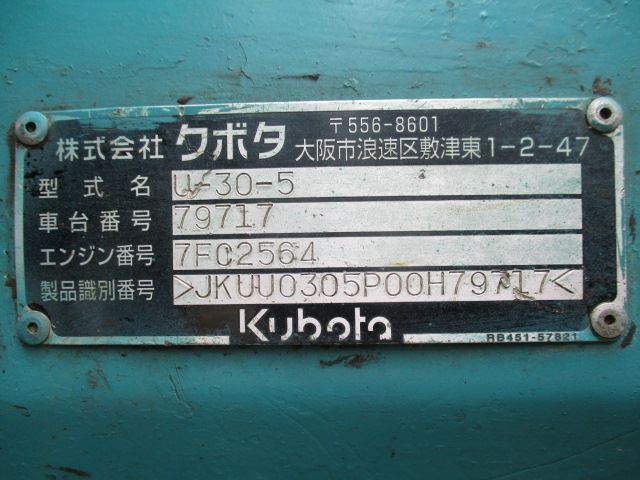 〒556-8601
株式会社 クボタ 大阪市浪速区敷津東1-2-47
型式名 U-30-5
車台番号 79717
エンジン番号 7FC2564
製品識別番号 >JKUU0305P00H79717<
Kubota
RB451-57821